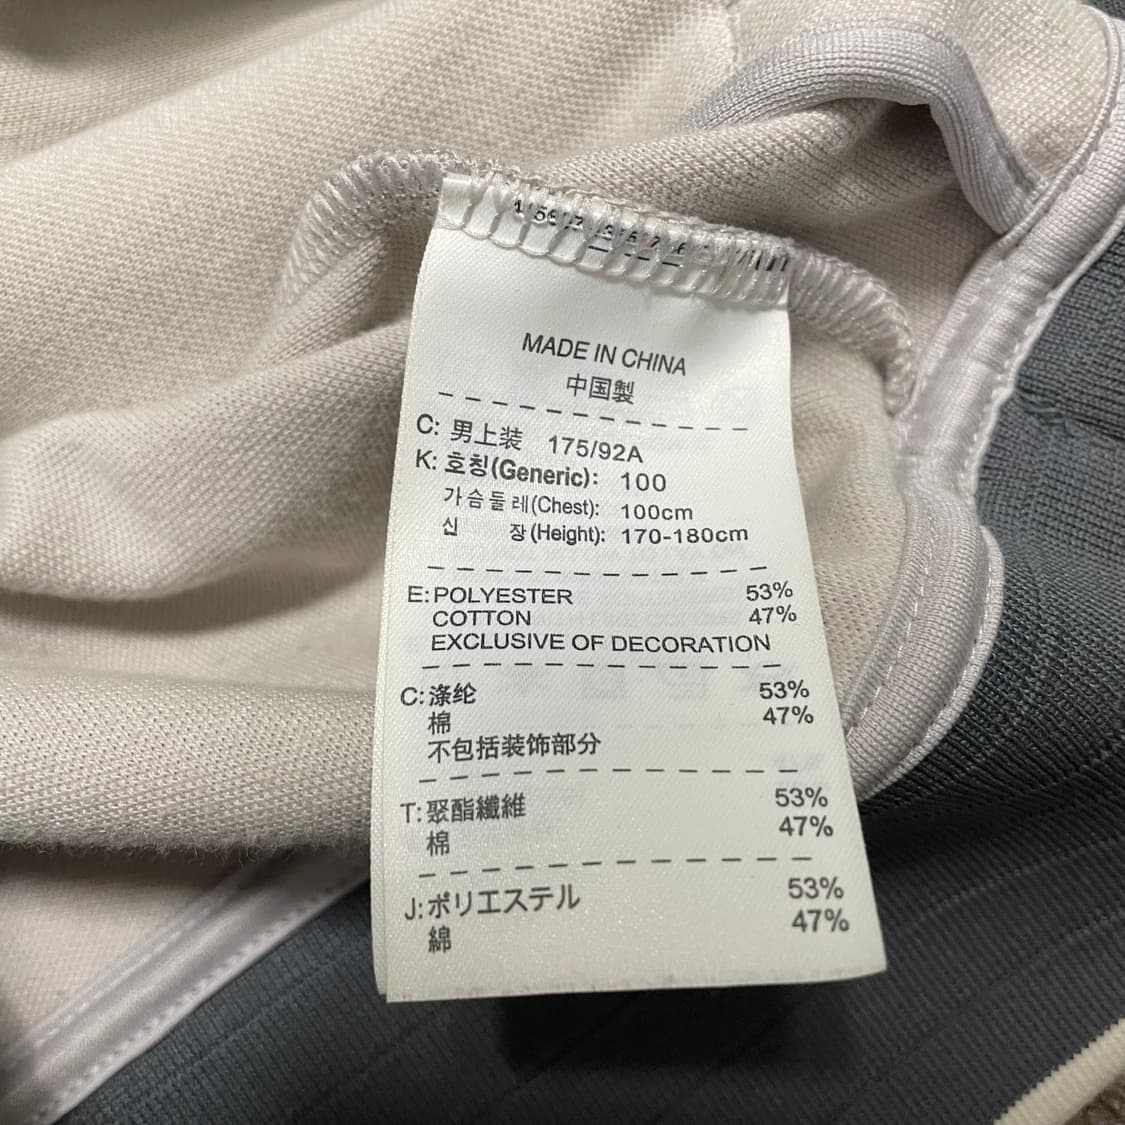 MADE IN CHINA
中国製
C: 男上装 175/92A
K: 호칭(Generic): 100
가슴둘레(Chest): 100cm
신 장(Height): 170-180cm
E: POLYESTER 53%
COTTON 47%
EXCLUSIVE OF DECORATION
C: 涤纶 53%
棉 47%
不包括装饰部分
T: 聚酯纖維 53%
棉 47%
J: ポリエステル 53%
綿 47%